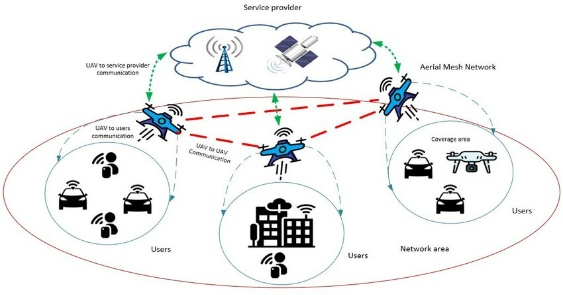 Service provider
UAV to service provider
communication
Aerial Mesh Network
UAV to users
communication
UAV to UAV
Communication
Coverage area
Users
Users
Users
Network area